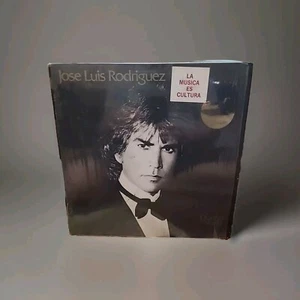 Jose Luis Rodriguez
LA
MUSICA
ES
CULTURA